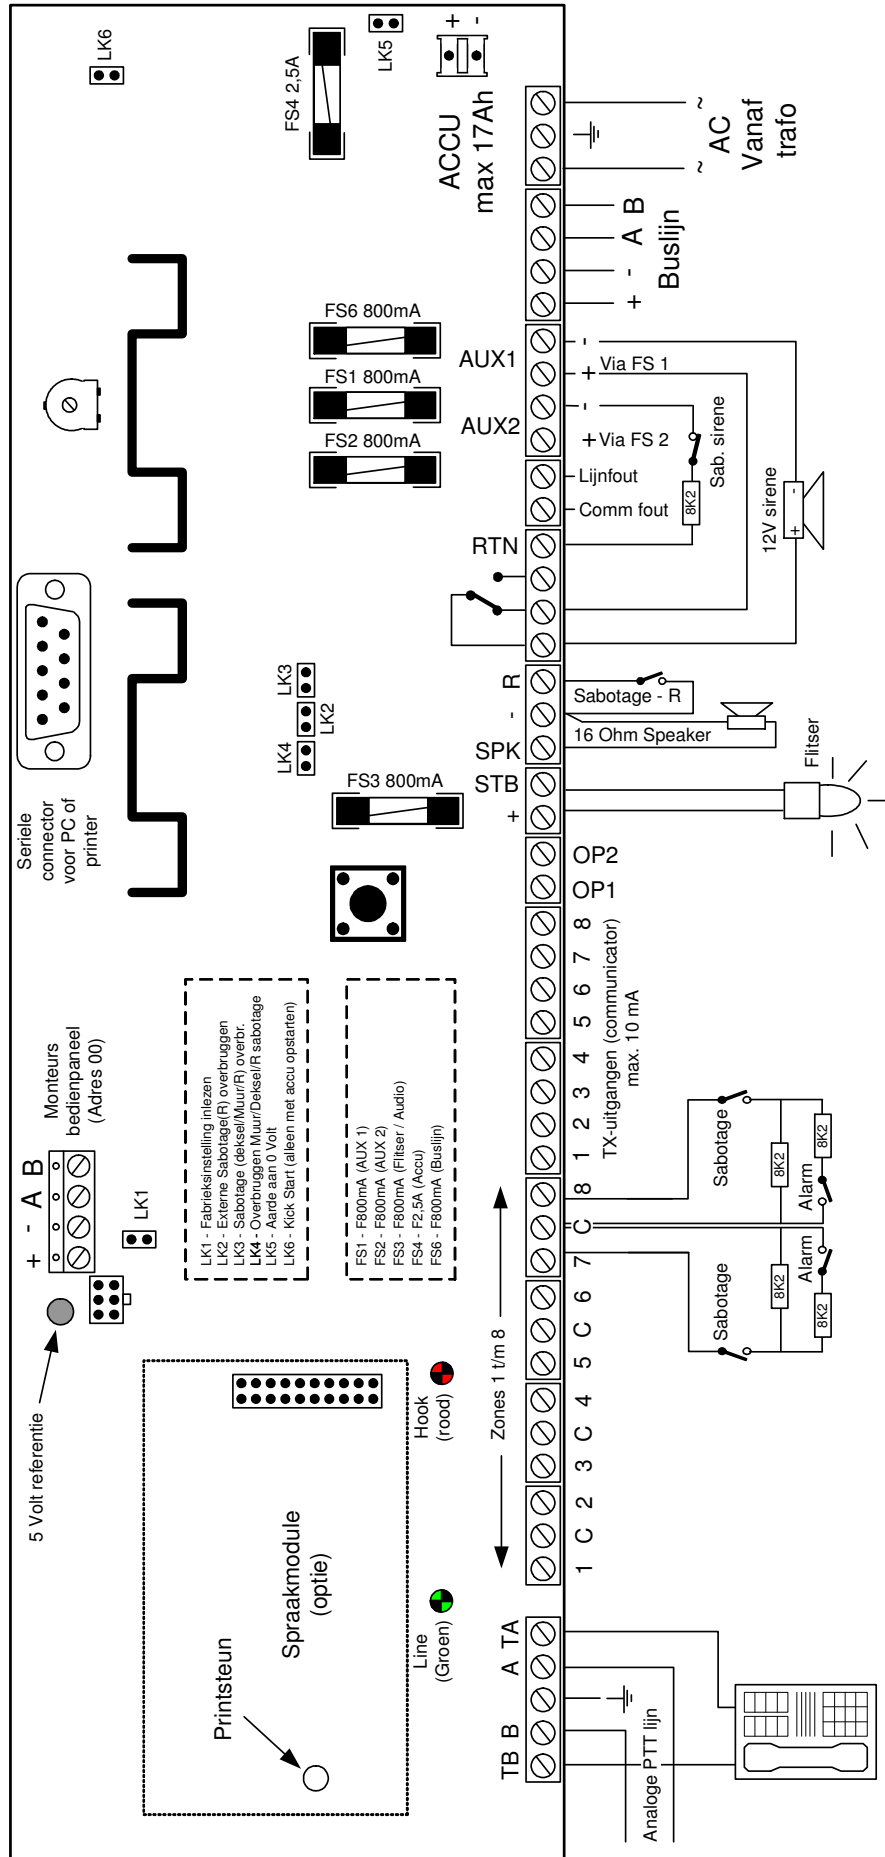 LK6
FS4 2,5A
LK5
+ -
ACCU
max 17Ah
~
~
AC
Vanaf
trafo
+ - A B
Buslijn
FS6 800mA
FS1 800mA
FS2 800mA
AUX1
AUX2
-
+ Via FS 1
-
+ Via FS 2
Lijnfout
Comm fout
RTN
8K2
Sab. sirene
12V sirene
+ -
Seriele
connector
voor PC of
printer
LK3
LK2
LK4
FS3 800mA
R
-
SPK
STB
+
Sabotage - R
16 Ohm Speaker
Flitser
OP2
OP1
1 2 3 4 5 6 7 8
TX-uitgangen (communicator)
max. 10 mA
Monteurs
bedienpaneel
(Adres 00)
+ - A B
LK1
LK1 - Fabrieksinstelling inlezen
LK2 - Externe Sabotage(R) overbruggen
LK3 - Sabotage (deksel/Muur/R) overbr.
LK4 - Overbruggen Muur/Deksel/R sabotage
LK5 - Aarde aan 0 Volt
LK6 - Kick Start (alleen met accu opstarten)
FS1 - F800mA (AUX 1)
FS2 - F800mA (AUX 2)
FS3 - F800mA (Flitser / Audio)
FS4 - F2,5A (Accu)
FS6 - F800mA (Buslijn)
5 Volt referentie
Zones 1 t/m 8
1 C 2 3 C 4 5 C 6 7 C 8
Sabotage
8K2
8K2
Alarm
Sabotage
8K2
8K2
Alarm
Hook
(rood)
Line
(Groen)
Spraakmodule
(optie)
Printsteun
TB B A TA
Analoge PTT lijn